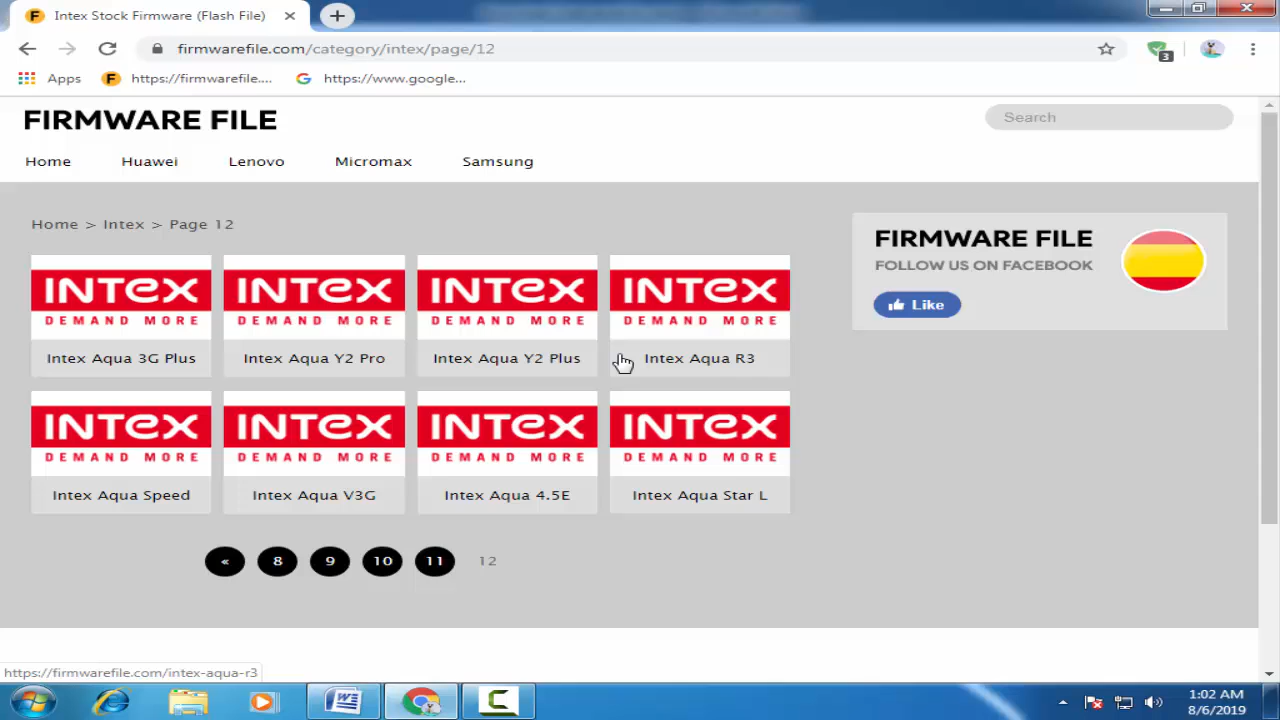 Intex Stock Firmware (Flash File)
firmwarefile.com/category/intex/page/12
3
Apps
https://firmwarefile....
https://www.google...
FIRMWARE FILE
Search
Home Huawei Lenovo Micromax Samsung
Home > Intex > Page 12
FIRMWARE FILE
FOLLOW US ON FACEBOOK
Like
INTEX INTEX INTEX INTEX
DEMAND MORE DEMAND MORE DEMAND MORE DEMAND MORE
Intex Aqua 3G Plus Intex Aqua Y2 Pro Intex Aqua Y2 Plus Intex Aqua R3
INTEX INTEX INTEX INTEX
DEMAND MORE DEMAND MORE DEMAND MORE DEMAND MORE
Intex Aqua Speed Intex Aqua V3G Intex Aqua 4.5E Intex Aqua Star L
« 8 9 10 11 12
https://firmwarefile.com/intex-aqua-r3
1:02 AM
8/6/2019